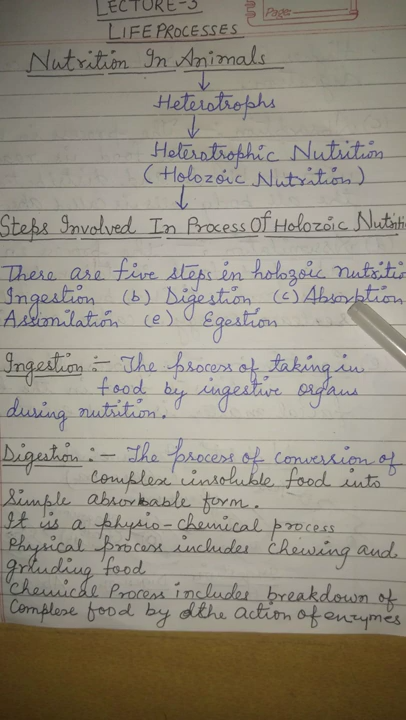 LECTURE-3
Page:
LIFE PROCESSES
Nutrition In Animals
Heterotrophs
Heterotrophic Nutrition
(Holozoic Nutrition)
Steps Involved In Process Of Holozoic Nutriti
There are five steps in holozoic nutritio
Ingestion (b) Digestion (c) Absorption
Assimilation (e) Egestion
Ingestion :- The process of taking in
food by ingestive organs
during nutrition.
Digestion :- The process of conversion of
complex insoluble food into
simple absorbable form.
It is a physio-chemical process
Physical process includes chewing and
grinding food
Chemical Process includes breakdown of
complex food by the action of enzymes